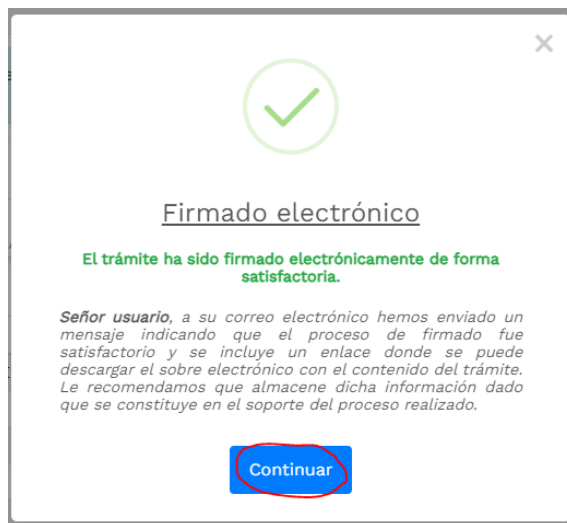 Firmado electrónico
El trámite ha sido firmado electrónicamente de forma
satisfactoria.
Señor usuario, a su correo electrónico hemos enviado un
mensaje indicando que el proceso de firmado fue
satisfactorio y se incluye un enlace donde se puede
descargar el sobre electrónico con el contenido del trámite.
Le recomendamos que almacene dicha información dado
que se constituye en el soporte del proceso realizado.
Continuar